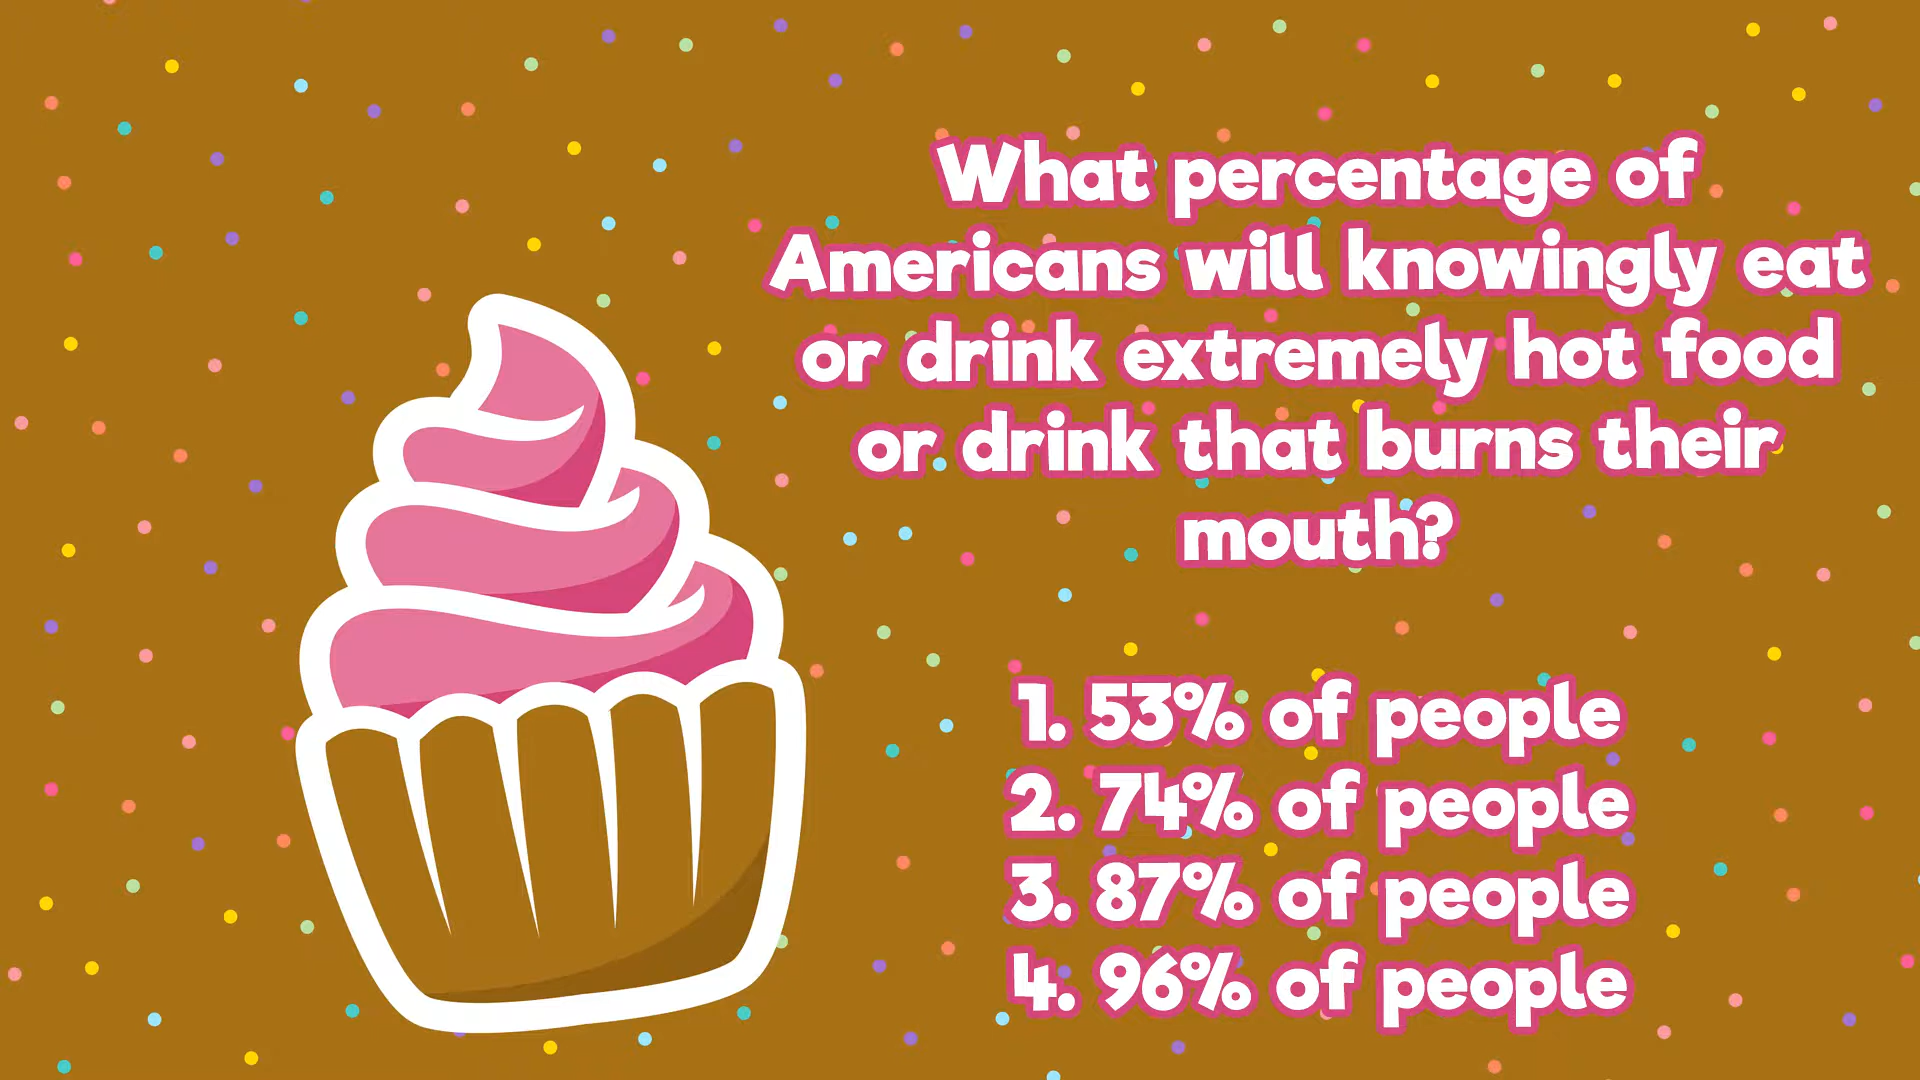 What percentage of
Americans will knowingly eat
or drink extremely hot food
or drink that burns their
mouth?
1. 53% of people
2. 74% of people
3. 87% of people
4. 96% of people